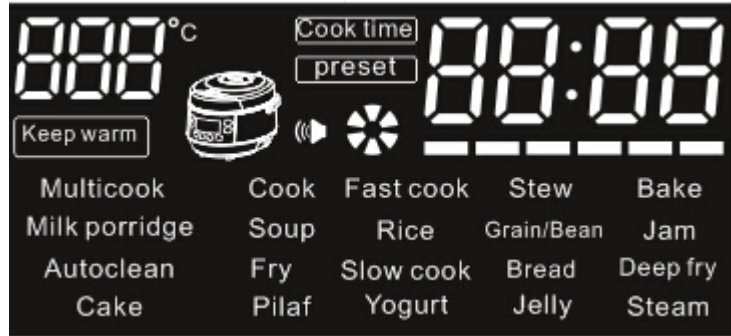 888°C
Cook time
preset
88:88
Keep warm
Multicook Cook Fast cook Stew Bake
Milk porridge Soup Rice Grain/Bean Jam
Autoclean Fry Slow cook Bread Deep fry
Cake Pilaf Yogurt Jelly Steam